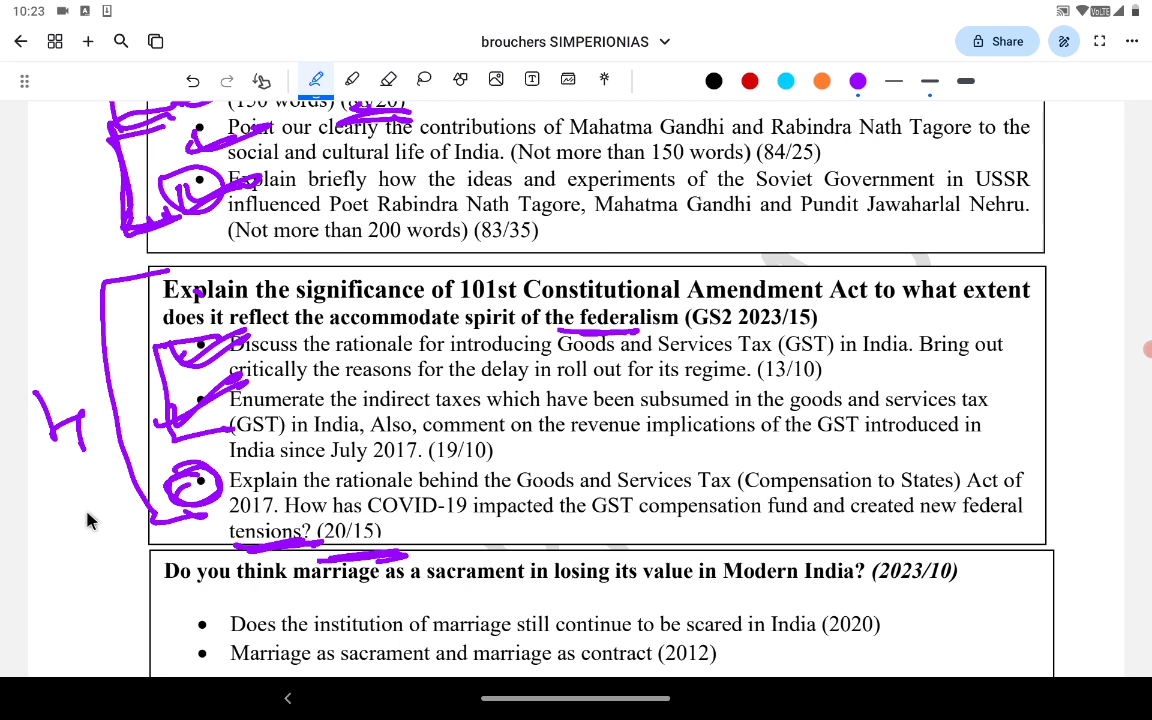 10:23
VoLTE
brouchers SIMPERIONIAS
Share
(150 words) (81/20)
Point our clearly the contributions of Mahatma Gandhi and Rabindra Nath Tagore to the
social and cultural life of India. (Not more than 150 words) (84/25)
Explain briefly how the ideas and experiments of the Soviet Government in USSR
influenced Poet Rabindra Nath Tagore, Mahatma Gandhi and Pundit Jawaharlal Nehru.
(Not more than 200 words) (83/35)
Explain the significance of 101st Constitutional Amendment Act to what extent
does it reflect the accommodate spirit of the federalism (GS2 2023/15)
Discuss the rationale for introducing Goods and Services Tax (GST) in India. Bring out
critically the reasons for the delay in roll out for its regime. (13/10)
Enumerate the indirect taxes which have been subsumed in the goods and services tax
(GST) in India, Also, comment on the revenue implications of the GST introduced in
India since July 2017. (19/10)
Explain the rationale behind the Goods and Services Tax (Compensation to States) Act of
2017. How has COVID-19 impacted the GST compensation fund and created new federal
tensions? (20/15)
Do you think marriage as a sacrament in losing its value in Modern India? (2023/10)
Does the institution of marriage still continue to be scared in India (2020)
Marriage as sacrament and marriage as contract (2012)